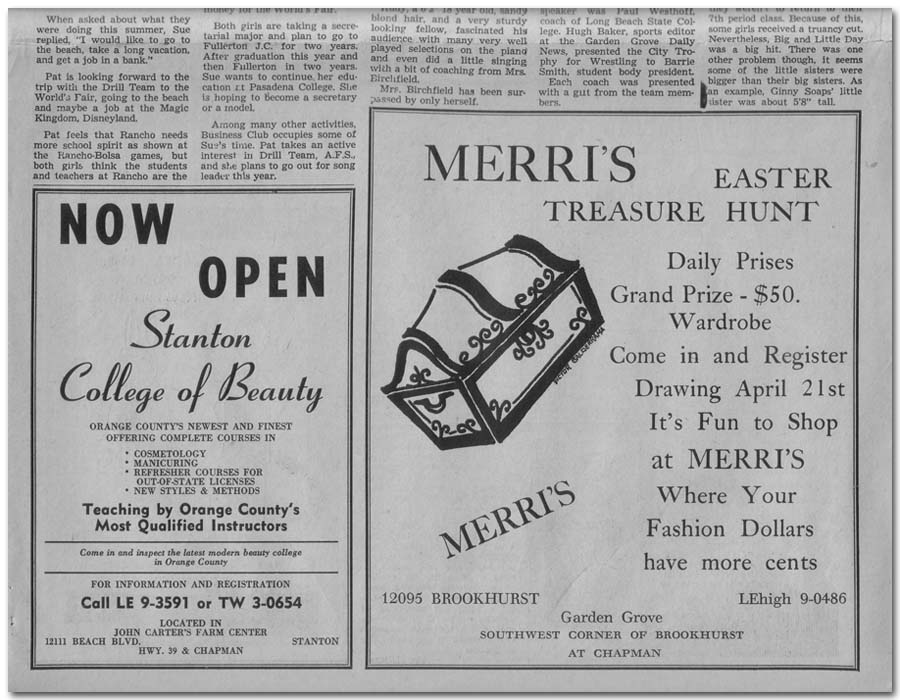 When asked about what they
were doing this summer, Sue
replied, "I would like to go to
the beach, take a long vacation,
and get a job in a bank."
Pat is looking forward to the
trip with the Drill Team to the
World's Fair, going to the beach
and maybe a job at the Magic
Kingdom, Disneyland.
Pat feels that Rancho needs
more school spirit as shown at
the Rancho-Bolsa games, but
both girls think the students
and teachers at Rancho are the
money for the World's Fair.
Both girls are taking a secre-
tarial major and plan to go to
Fullerton J.C. for two years.
After graduation this year and
then Fullerton in two years.
Sue wants to continue her edu-
cation at Pasadena College. She
is hoping to become a secretary
or a model.
Among many other activities,
Business Club occupies some of
Sue's time. Pat takes an active
interest in Drill Team, A.F.S.,
and she plans to go out for song
leader this year.
18 year old, sandy
blond hair, and a very sturdy
looking fellow, fascinated his
audience with many very well
played selections on the piano
and even did a little singing
with a bit of coaching from Mrs.
Birchfield.
Mrs. Birchfield has been sur-
passed by only herself.
speaker was Paul Westhoff,
coach of Long Beach State Col-
lege. Hugh Baker, sports editor
at the Garden Grove Daily
News, presented the City Tro-
phy for Wrestling to Barrie
Smith, student body president.
Each coach was presented
with a gut from the team mem-
bers.
they weren't to return to their
7th period class. Because of this,
some girls received a truancy cut.
Nevertheless, Big and Little Day
was a big hit. There was one
other problem though, it seems
some of the little sisters were
bigger than their big sisters. As
an example, Ginny Soaps' little
sister was about 5'8" tall.
NOW
OPEN
Stanton
College of Beauty
ORANGE COUNTY'S NEWEST AND FINEST
OFFERING COMPLETE COURSES IN
• COSMETOLOGY
• MANICURING
• REFRESHER COURSES FOR
OUT-OF-STATE LICENSES
• NEW STYLES & METHODS
Teaching by Orange County's
Most Qualified Instructors
Come in and inspect the latest modern beauty college
in Orange County
FOR INFORMATION AND REGISTRATION
Call LE 9-3591 or TW 3-0654
LOCATED IN
JOHN CARTER'S FARM CENTER
12111 BEACH BLVD. STANTON
HWY. 39 & CHAPMAN
MERRI'S
EASTER
TREASURE HUNT
Daily Prises
Grand Prize - $50.
Wardrobe
Come in and Register
Drawing April 21st
It's Fun to Shop
at MERRI'S
Where Your
Fashion Dollars
have more cents
MERRI'S
12095 BROOKHURST LEhigh 9-0486
Garden Grove
SOUTHWEST CORNER OF BROOKHURST
AT CHAPMAN